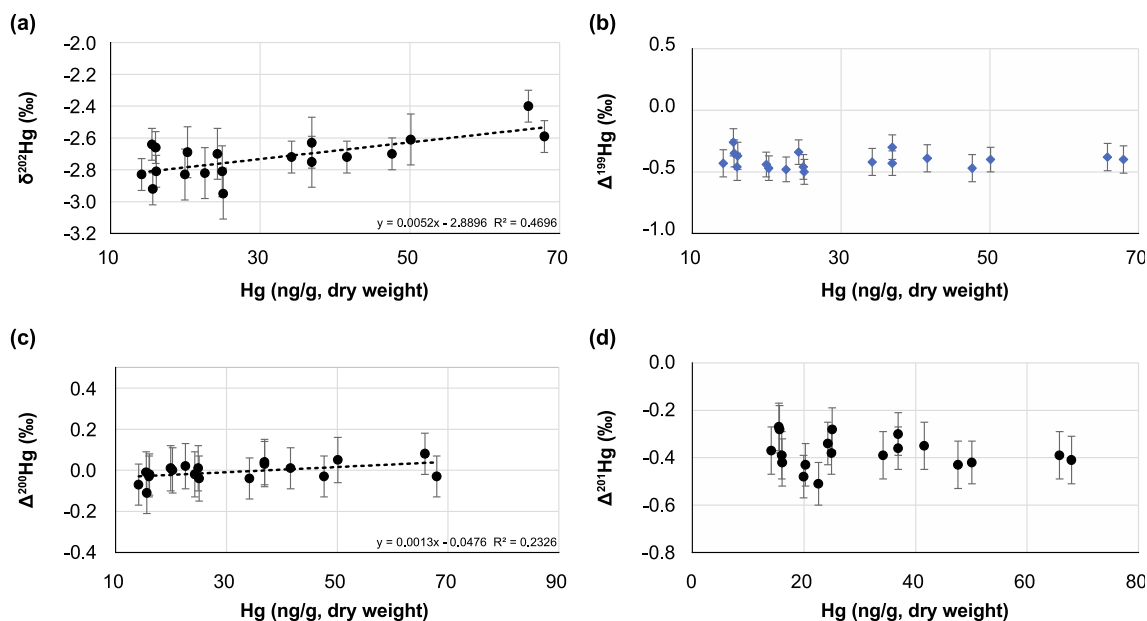 (a)
-2.0
-2.2
-2.4
-2.6
-2.8
-3.0
-3.2
δ²⁰²Hg (‰)
y = 0.0052x - 2.8896 R² = 0.4696
10 30 50 70
Hg (ng/g, dry weight)
(b)
0.5
0.0
-0.5
-1.0
Δ¹⁹⁹Hg (‰)
10 20 30 40 50 60 70
Hg (ng/g, dry weight)
(c)
0.4
0.2
0.0
-0.2
-0.4
Δ²⁰⁰Hg (‰)
y = 0.0013x - 0.0476 R² = 0.2326
10 30 50 70 90
Hg (ng/g, dry weight)
(d)
0.0
-0.2
-0.4
-0.6
-0.8
Δ²⁰¹Hg (‰)
0 20 40 60 80
Hg (ng/g, dry weight)